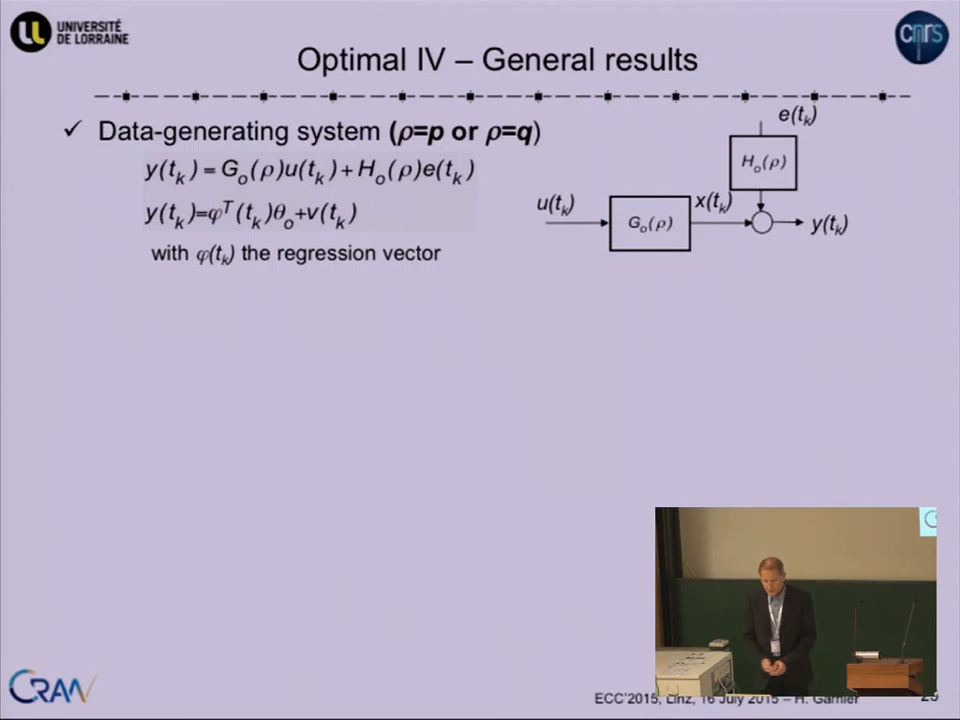 UNIVERSITÉ
DE LORRAINE
cnrs
Optimal IV – General results
✓ Data-generating system (ρ=p or ρ=q)
y(tₖ) = Gₒ(ρ)u(tₖ) + Hₒ(ρ)e(tₖ)
y(tₖ)=φᵀ(tₖ)θₒ+v(tₖ)
with φ(tₖ) the regression vector
e(tₖ)
Hₒ(ρ)
u(tₖ)
Gₒ(ρ)
x(tₖ)
y(tₖ)
CRAN
ECC'2015, Linz, 16 July 2015 – H. Garnier